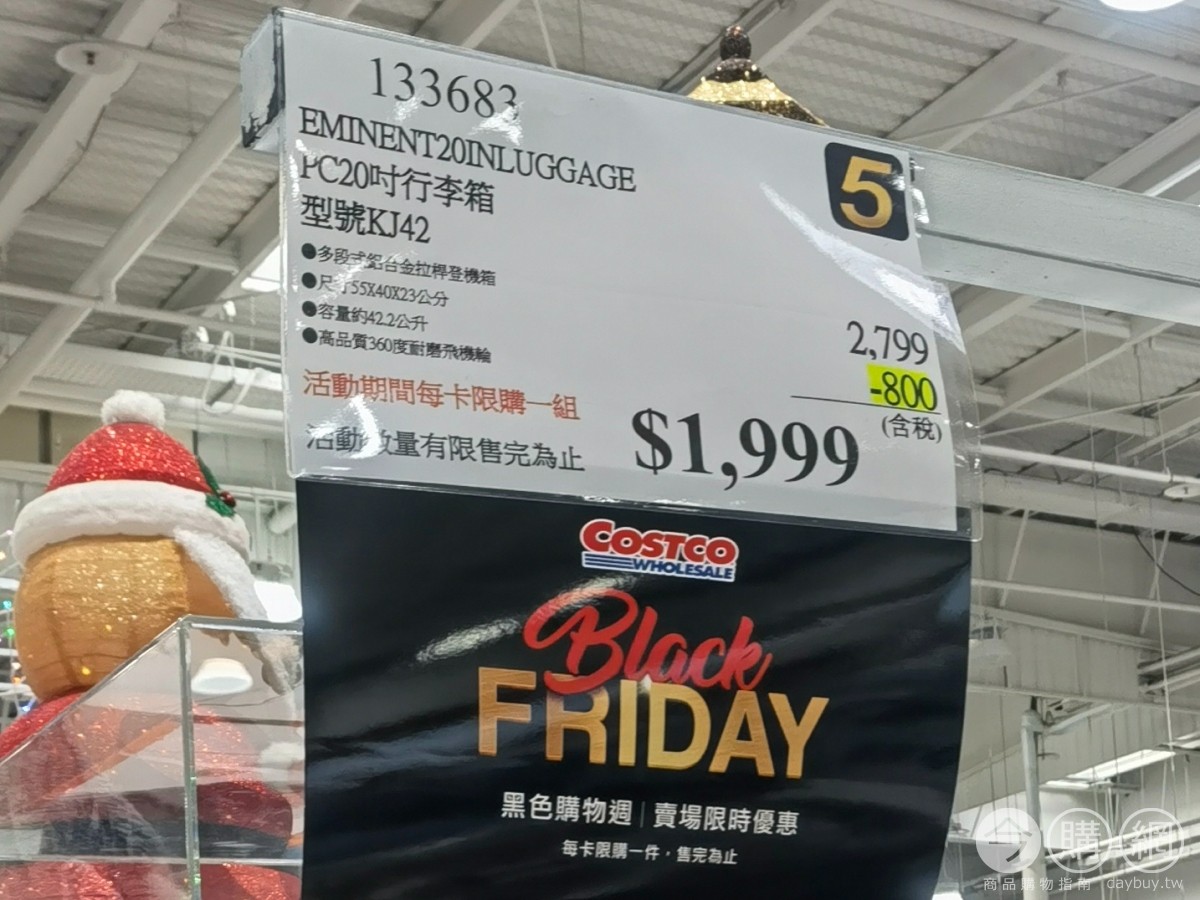 133683
EMINENT20INLUGGAGE
PC20吋行李箱
型號KJ42
5
●多段式鋁合金拉桿登機箱
●尺寸55X40X23公分
●容量約42.2公升
●高品質360度耐磨飛機輪
2,799
-800
(含稅)
活動期間每卡限購一組
活動數量有限售完為止
$1,999
COSTCO
WHOLESALE
Black
FRIDAY
黑色購物週|賣場限時優惠
每卡限購一件,售完為止
今購網
商品購物指南 caybuy.tw